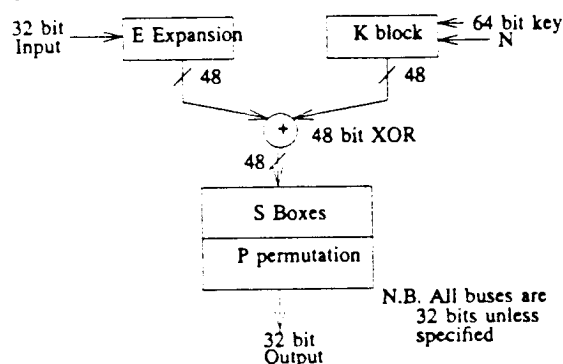 32 bit
Input
E Expansion
K block
64 bit key
N
48
48
+
48 bit XOR
48
S Boxes
P permutation
N.B. All buses are
32 bits unless
specified
32 bit
Output